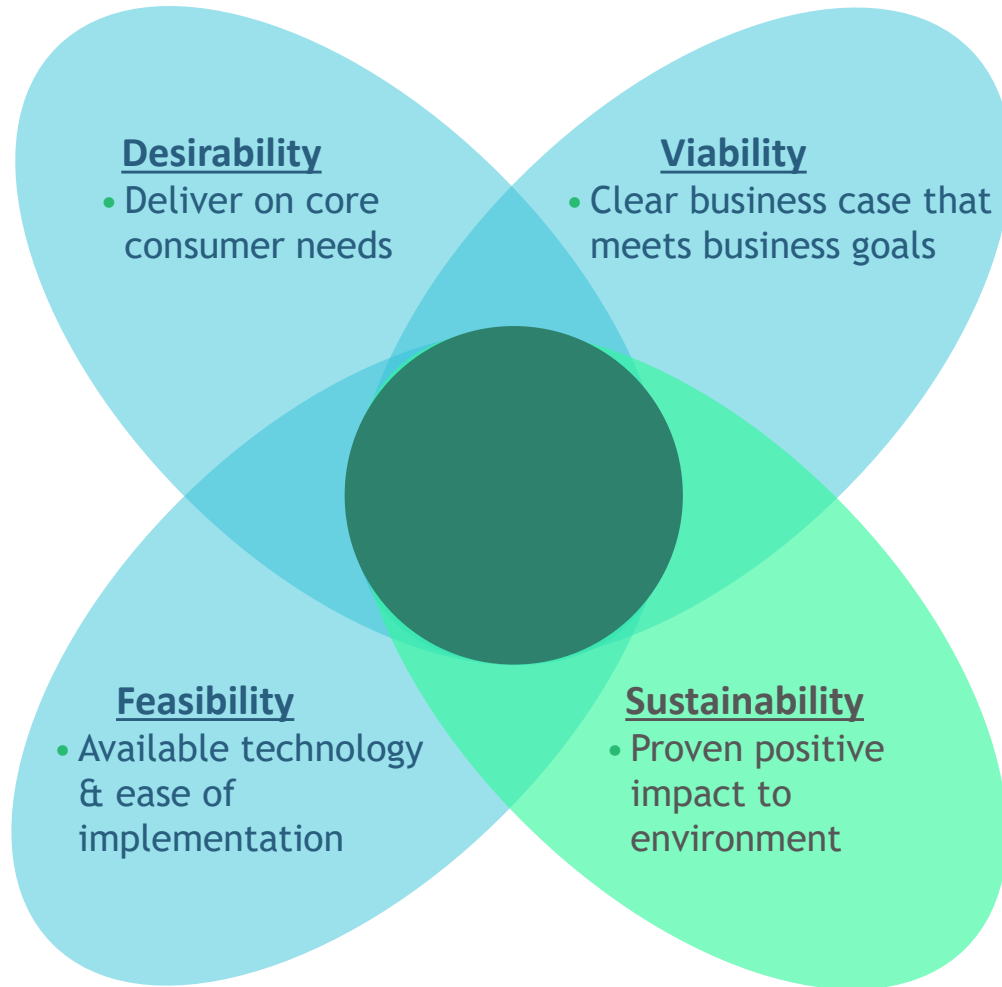 Desirability
• Deliver on core
consumer needs
Viability
• Clear business case that
meets business goals
Feasibility
• Available technology
& ease of
implementation
Sustainability
• Proven positive
impact to
environment